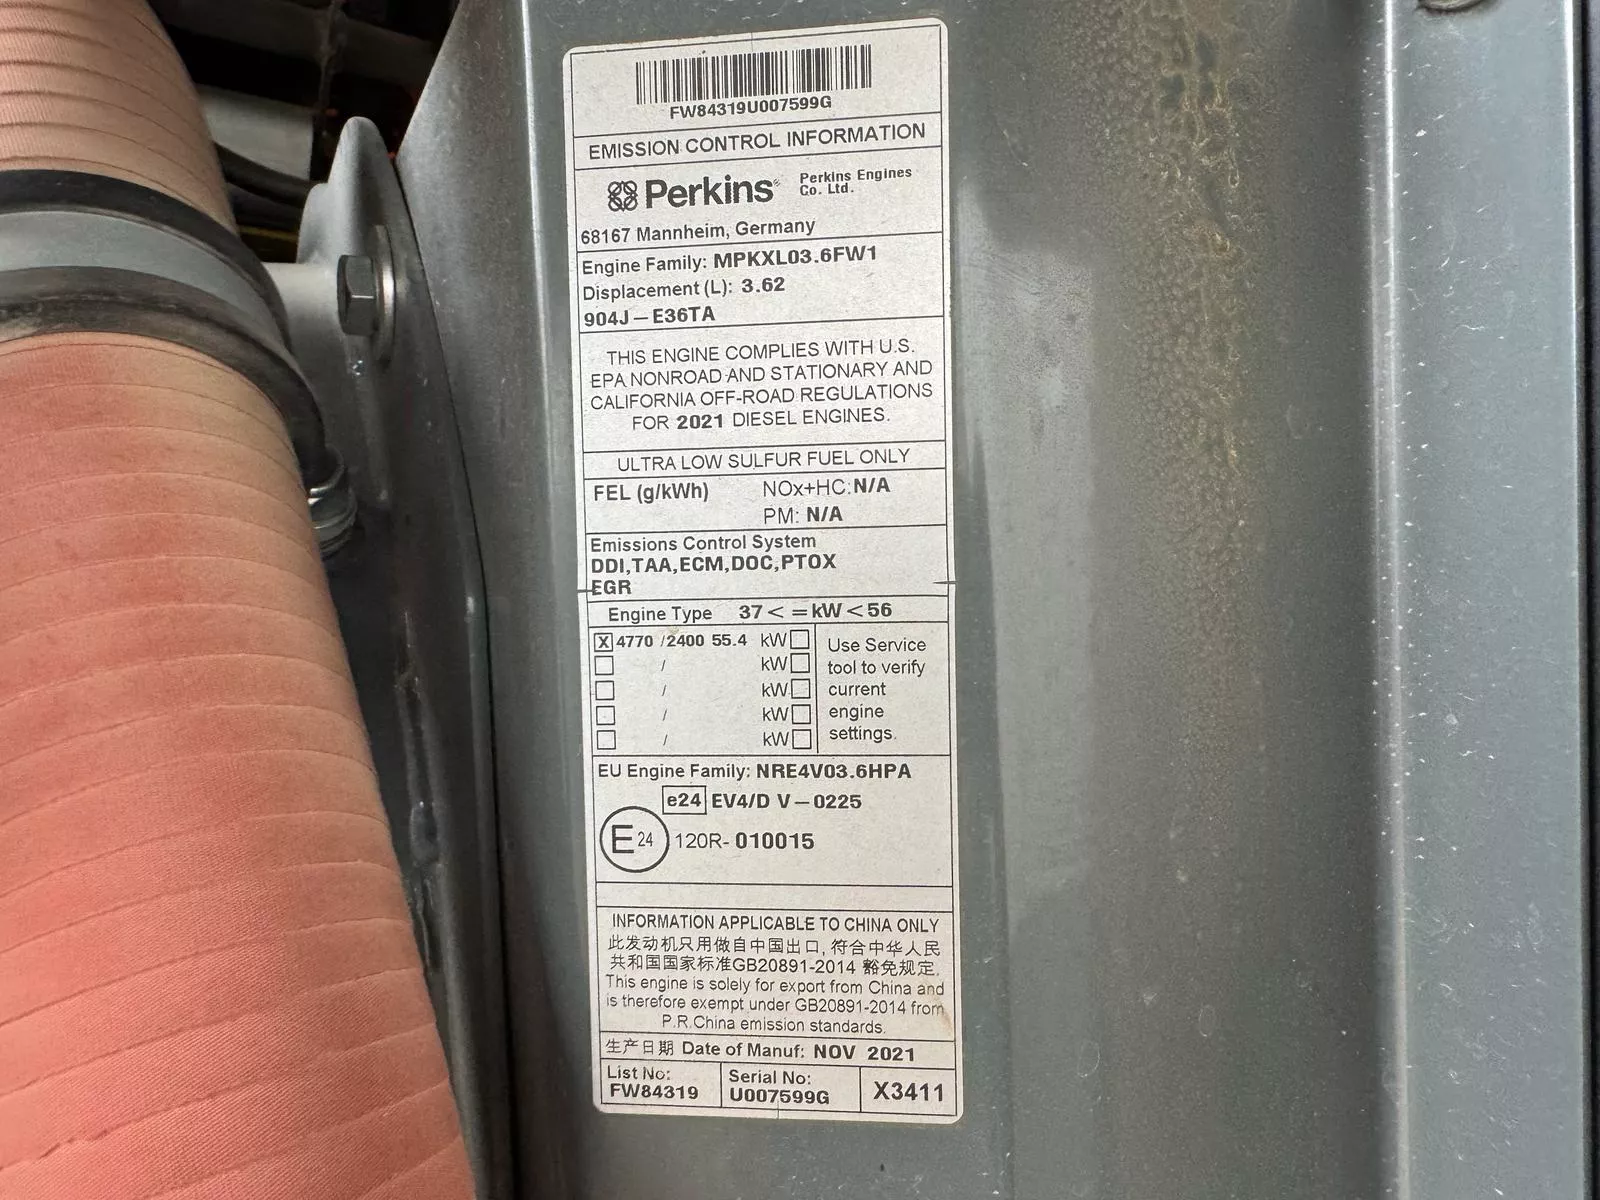 FW84319U007599G
EMISSION CONTROL INFORMATION
Perkins® Perkins Engines Co. Ltd.
68167 Mannheim, Germany
Engine Family: MPKXL03.6FW1
Displacement (L): 3.62
904J-E36TA
THIS ENGINE COMPLIES WITH U.S.
EPA NONROAD AND STATIONARY AND
CALIFORNIA OFF-ROAD REGULATIONS
FOR 2021 DIESEL ENGINES.
ULTRA LOW SULFUR FUEL ONLY
FEL (g/kWh) NOx+HC:N/A
PM: N/A
Emissions Control System
DDI,TAA,ECM,DOC,PTOX
EGR
Engine Type 37<=kW<56
X 4770 /2400 55.4 kW
/ kW
/ kW
/ kW
/ kW
Use Service
tool to verify
current
engine
settings.
EU Engine Family: NRE4V03.6HPA
e24 EV4/D V-0225
E24 120R-010015
INFORMATION APPLICABLE TO CHINA ONLY
此发动机只用做自中国出口, 符合中华人民
共和国国家标准GB20891-2014 豁免规定.
This engine is solely for export from China and
is therefore exempt under GB20891-2014 from
P.R.China emission standards.
生产日期 Date of Manuf: NOV 2021
List No:
FW84319
Serial No:
U007599G
X3411